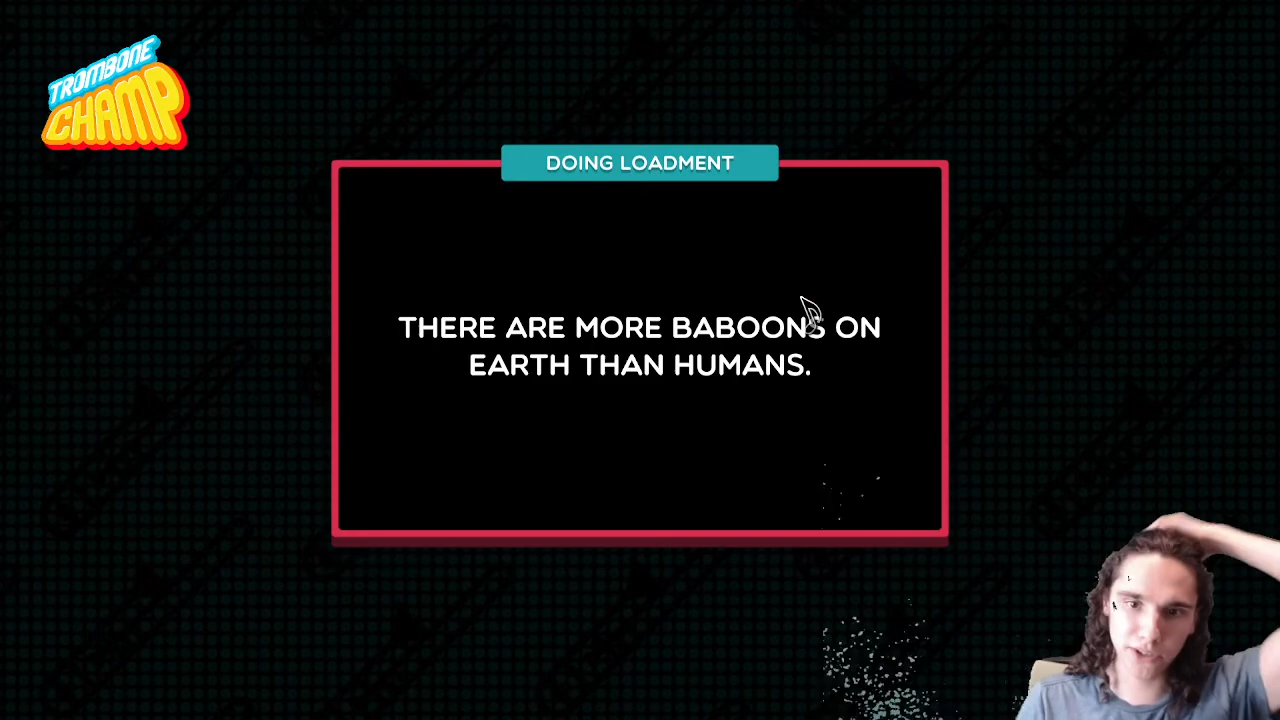 TROMBONE
CHAMP
DOING LOADMENT
THERE ARE MORE BABOONS ON
EARTH THAN HUMANS.